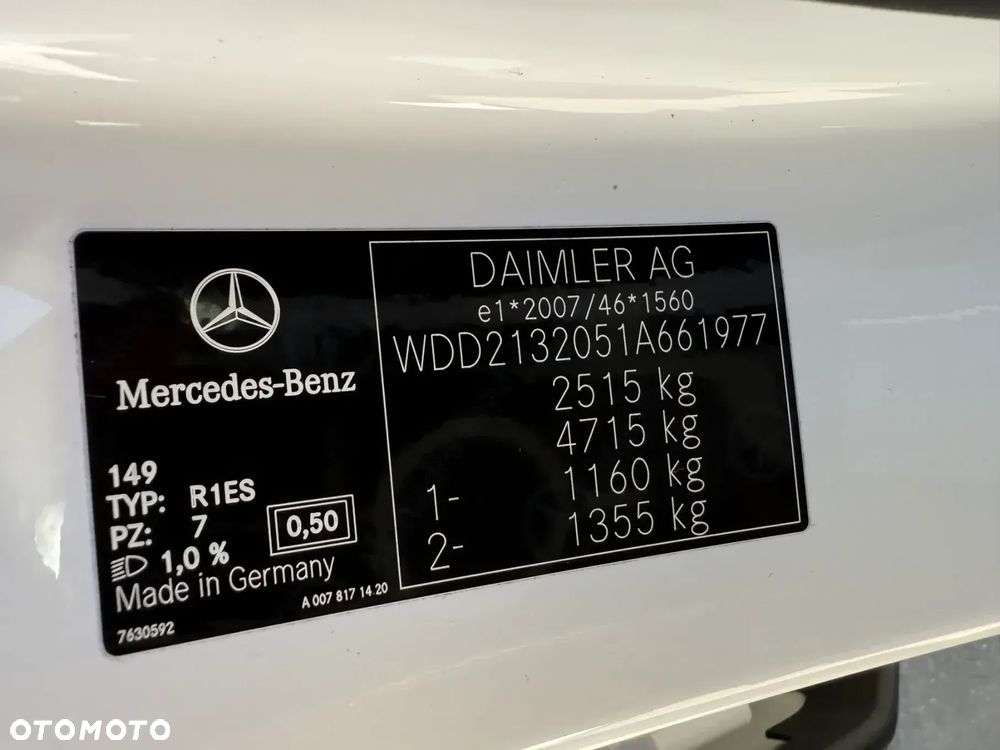 Mercedes-Benz
149
TYP: R1ES
PZ: 7
0,50
1,0 %
Made in Germany
A 007 817 14 20
7630592
DAIMLER AG
e1*2007/46*1560
WDD2132051A661977
2515 kg
4715 kg
1- 1160 kg
2- 1355 kg
OTOMOTO